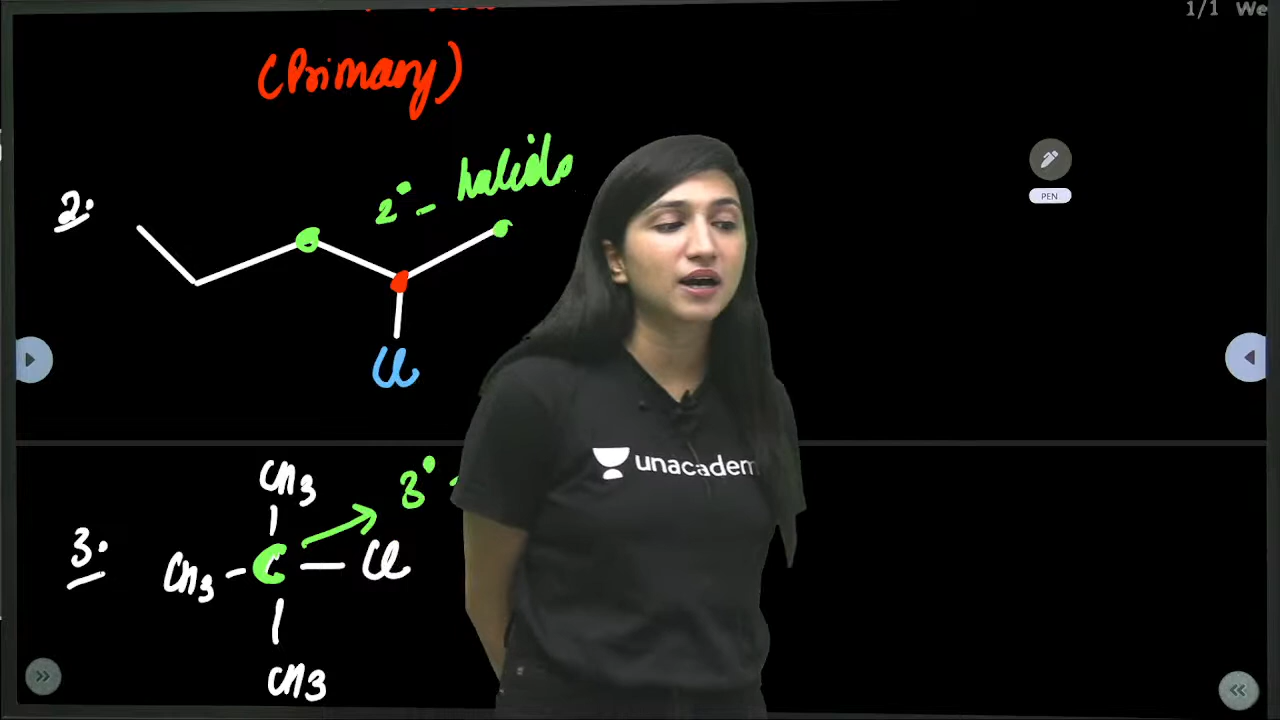 1/1 We
(Primary)
PEN
2° - halide
2.
Cl
unacadem
CH3
3° -
3.
CH3 - C — Cl
CH3